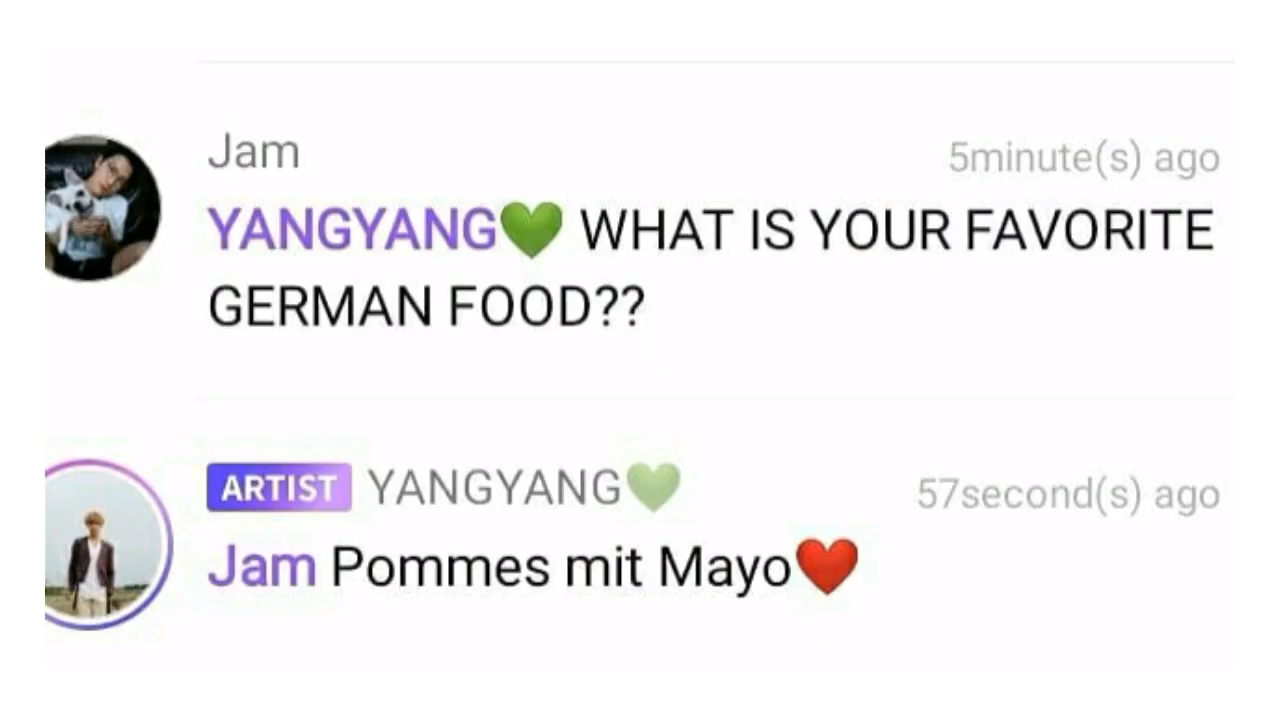 Jam
5minute(s) ago
YANGYANG💚 WHAT IS YOUR FAVORITE
GERMAN FOOD??
ARTIST YANGYANG💚
57second(s) ago
Jam Pommes mit Mayo❤️